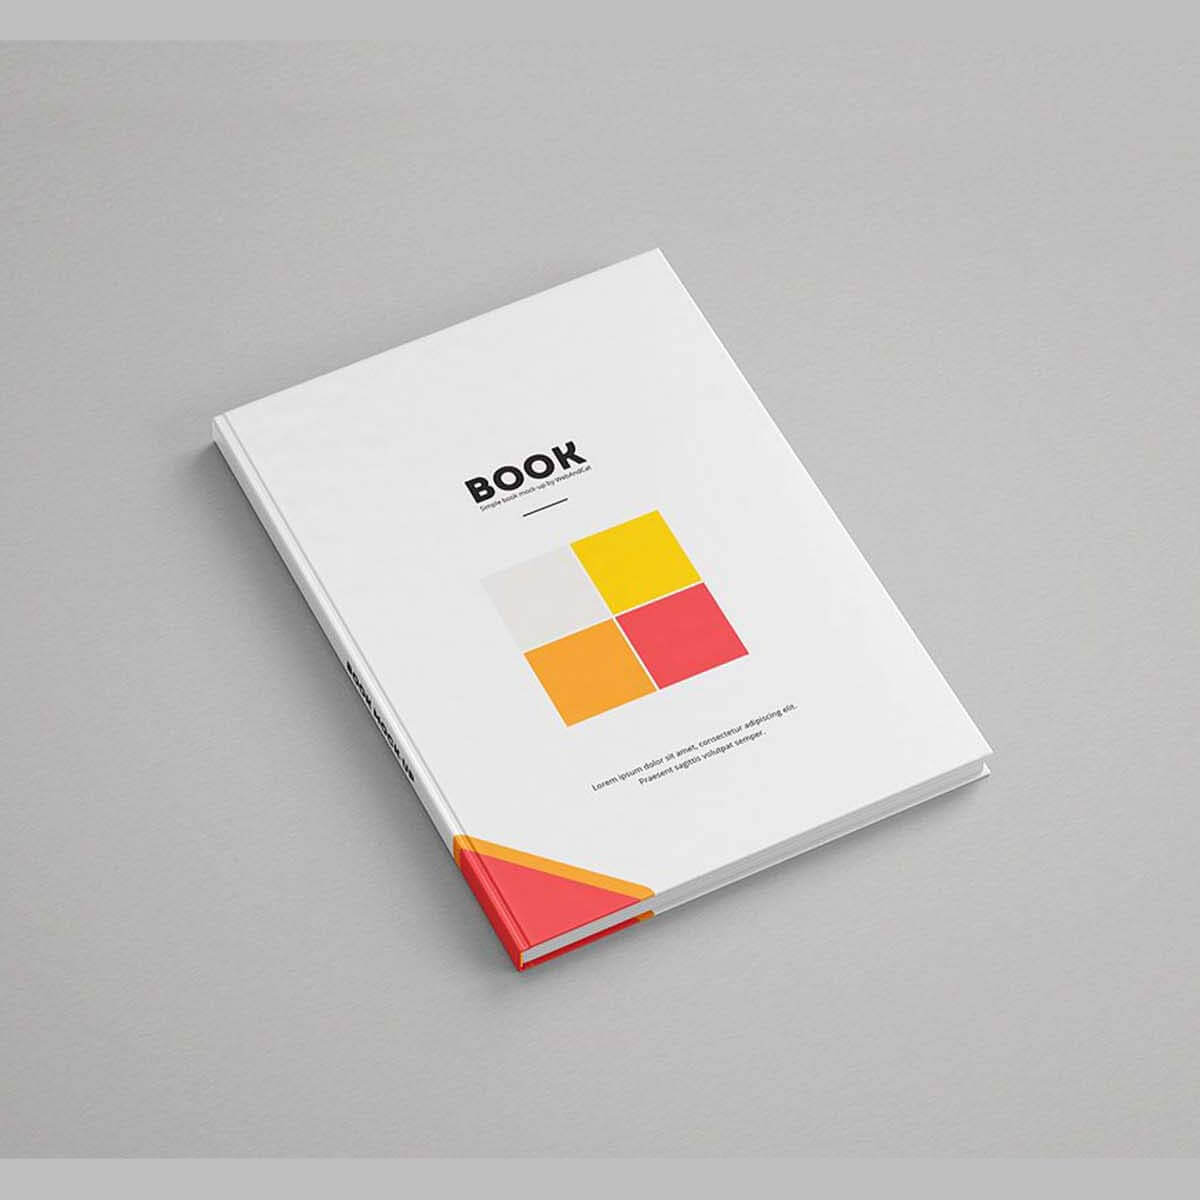 BOOK
Simple book mock-up by WebAndCat
Lorem ipsum dolor sit amet, consectetur adipiscing elit.
Praesent sagittis volutpat semper.
BOOK MOCK-UP